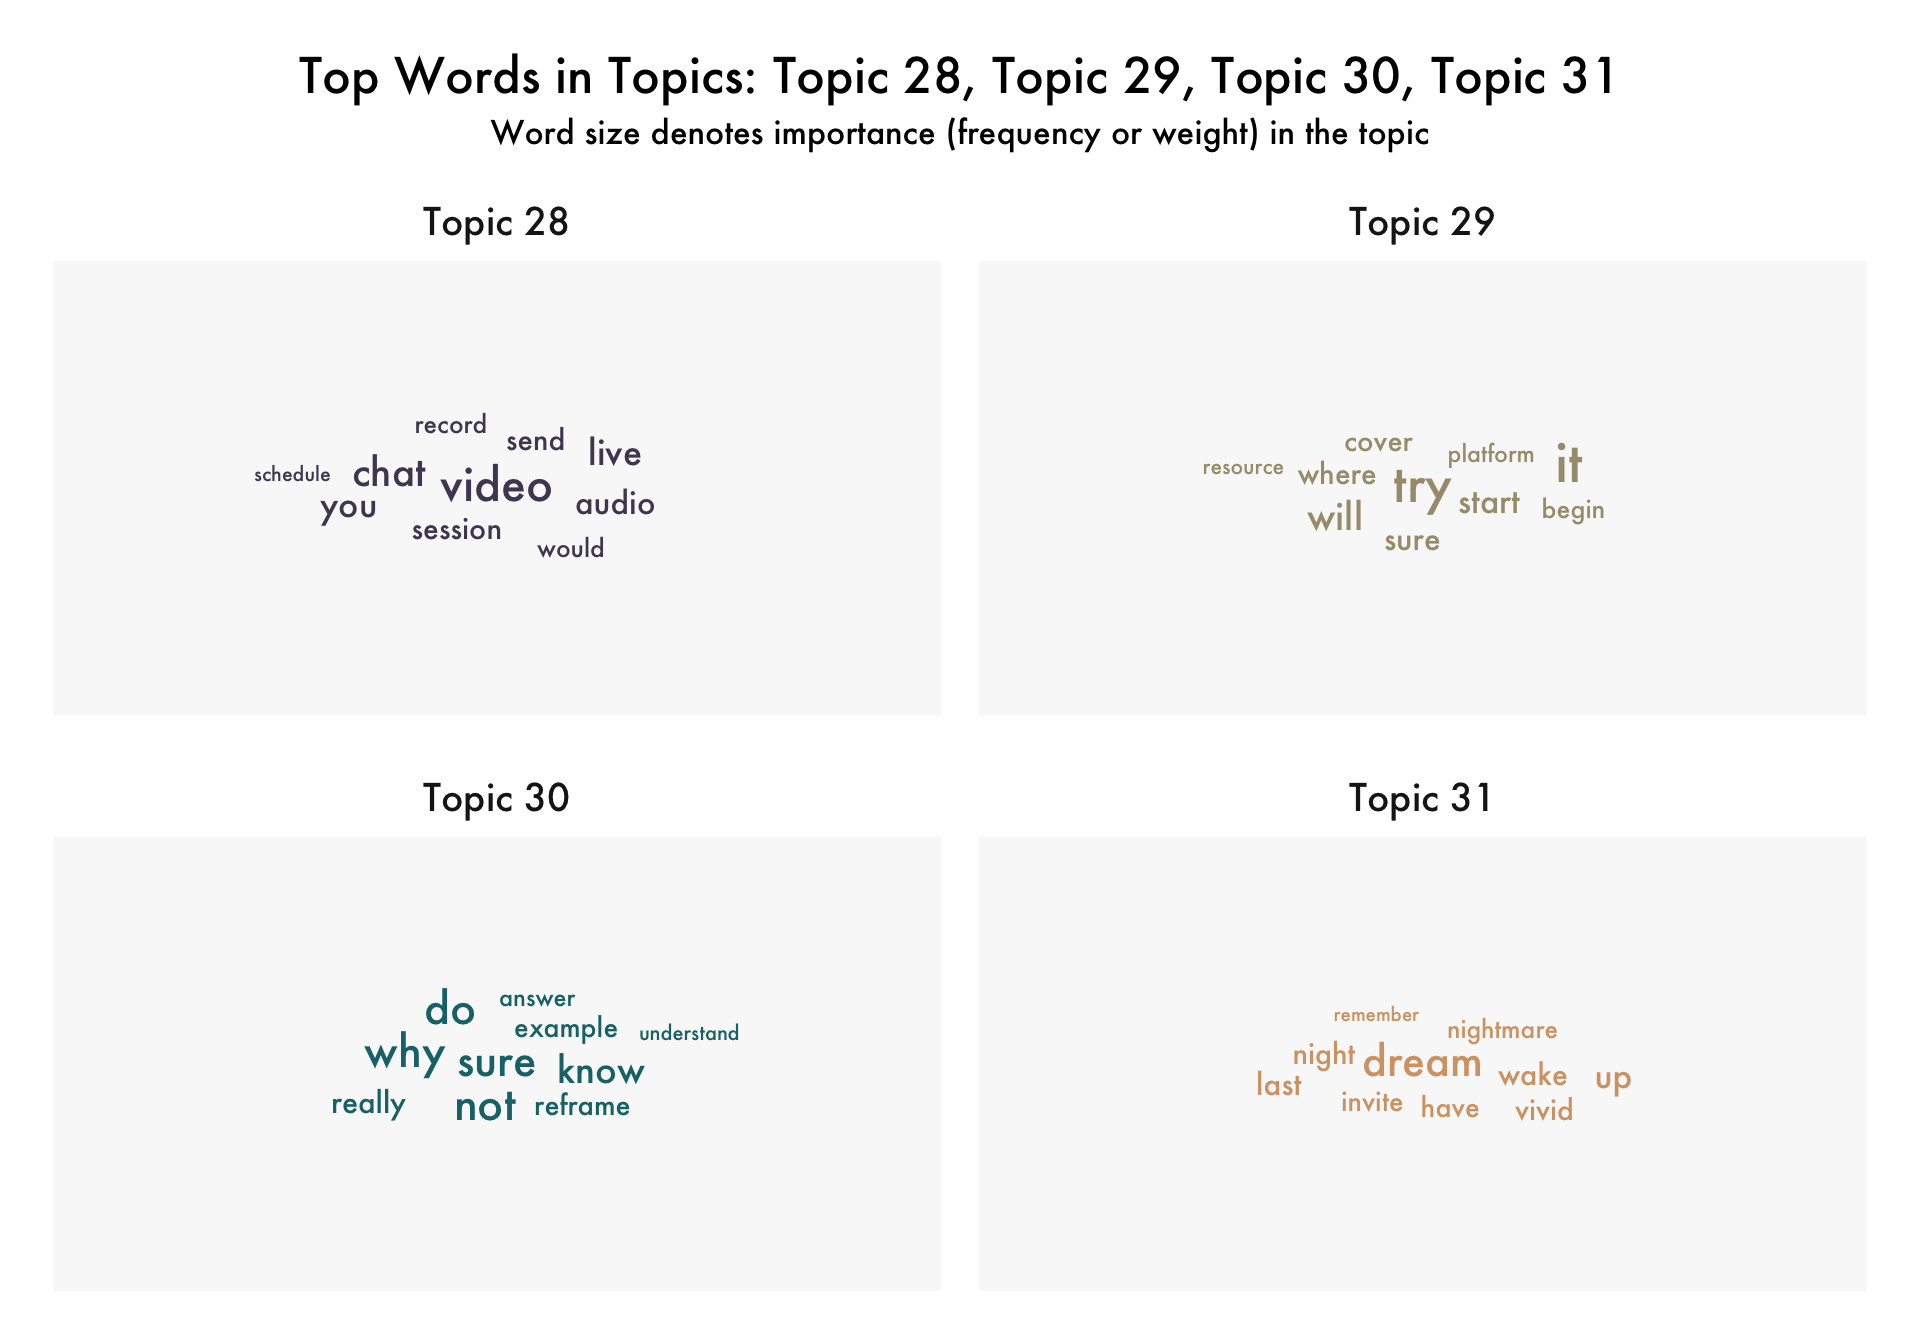 Top Words in Topics: Topic 28, Topic 29, Topic 30, Topic 31
Word size denotes importance (frequency or weight) in the topic
Topic 28
record
send
live
schedule
chat
video
you
audio
session
would
Topic 29
cover
platform
it
resource
where
try
start
begin
will
sure
Topic 30
do
answer
example
understand
why
sure
know
really
not
reframe
Topic 31
remember
nightmare
night
dream
wake
up
last
invite
have
vivid